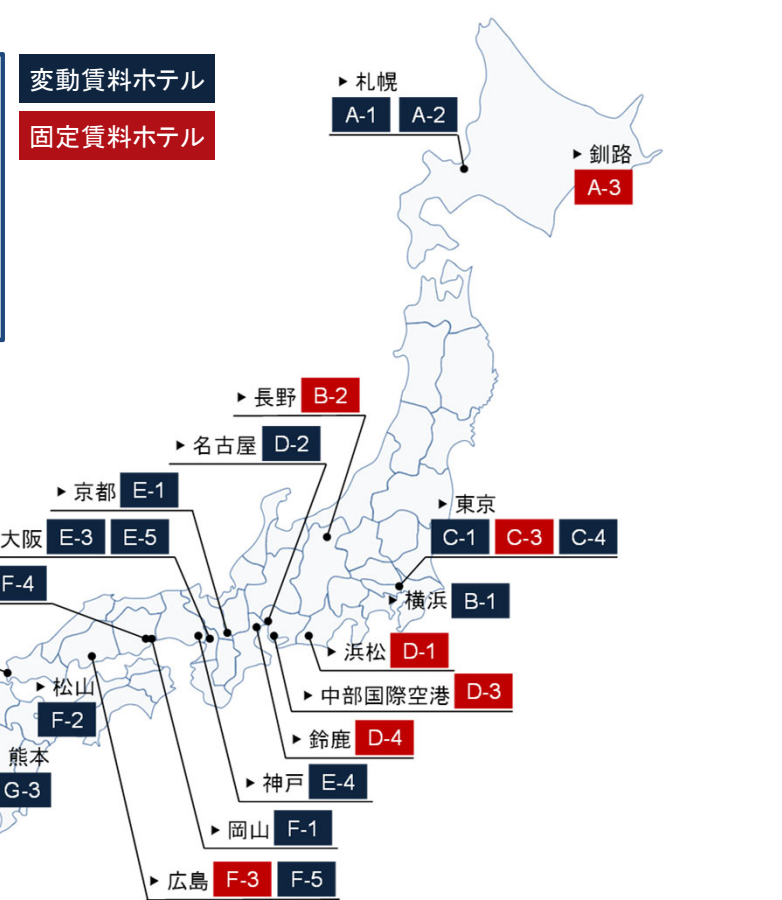 変動賃料ホテル
固定賃料ホテル
▶ 札幌
A-1 A-2
▶ 釧路
A-3
▶ 長野 B-2
▶ 名古屋 D-2
▶ 京都 E-1
▶ 東京
大阪 E-3 E-5
C-1 C-3 C-4
F-4
▶ 横浜 B-1
▶ 浜松 D-1
▶ 松山
F-2
▶ 中部国際空港 D-3
▶ 鈴鹿 D-4
熊本
G-3
▶ 神戸 E-4
▶ 岡山 F-1
▶ 広島 F-3 F-5